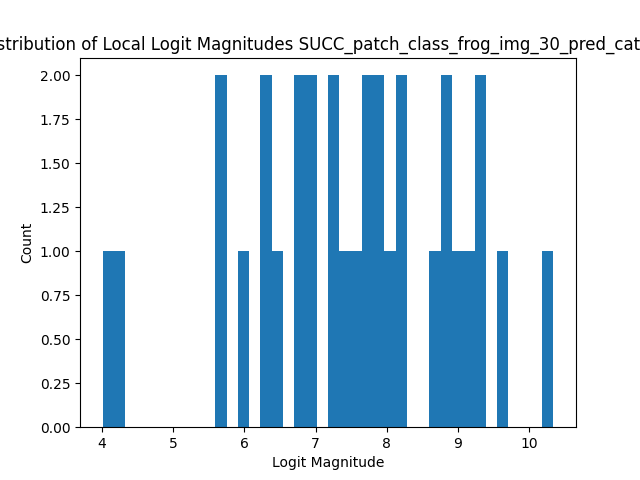 stribution of Local Logit Magnitudes SUCC_patch_class_frog_img_30_pred_cat
2.00
1.75
1.50
1.25
1.00
0.75
0.50
0.25
0.00
Count
4 5 6 7 8 9 10
Logit Magnitude